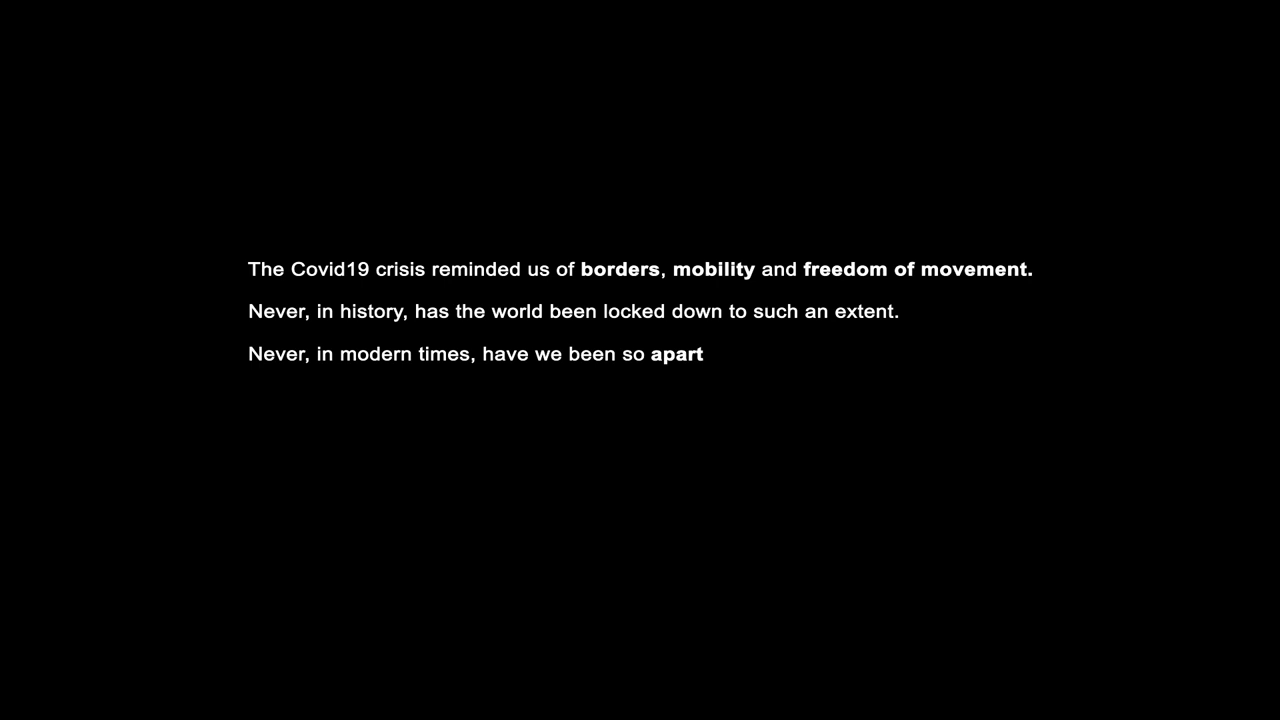 The Covid19 crisis reminded us of borders, mobility and freedom of movement.
Never, in history, has the world been locked down to such an extent.
Never, in modern times, have we been so apart